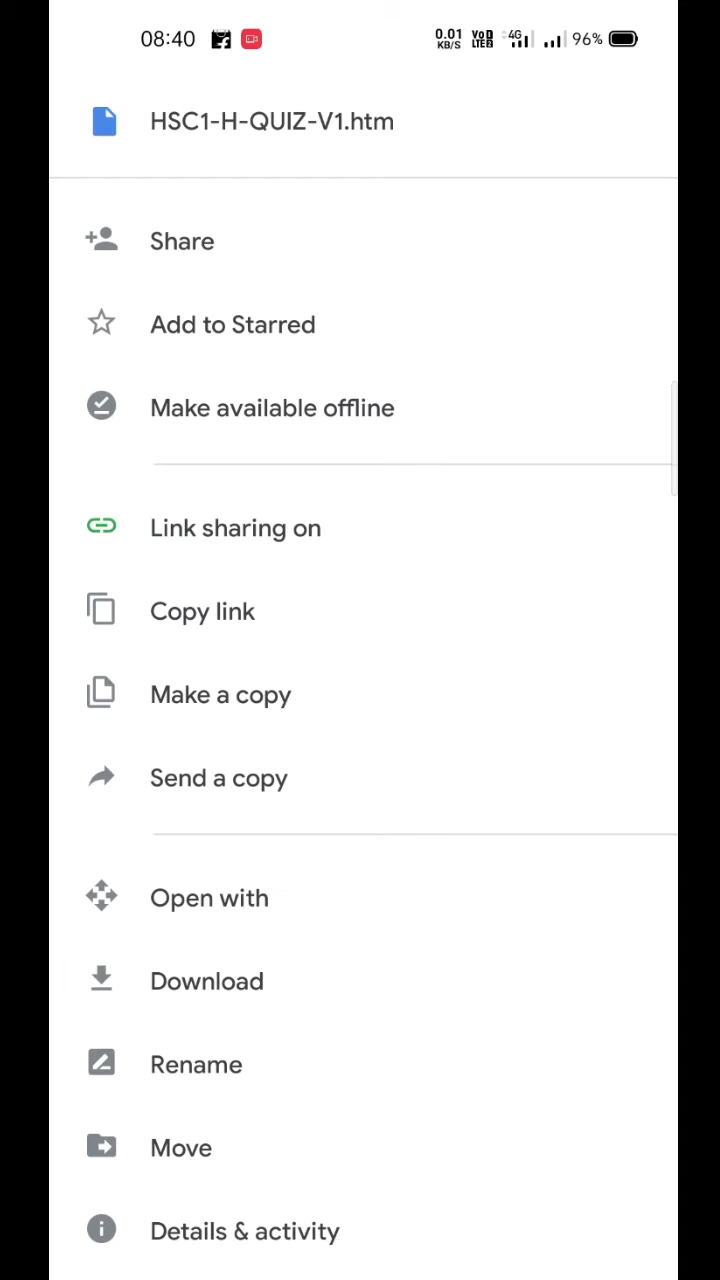 08:40 0.01 KB/S VoD LTE2 4G 96%
HSC1-H-QUIZ-V1.htm
Share
Add to Starred
Make available offline
Link sharing on
Copy link
Make a copy
Send a copy
Open with
Download
Rename
Move
Details & activity